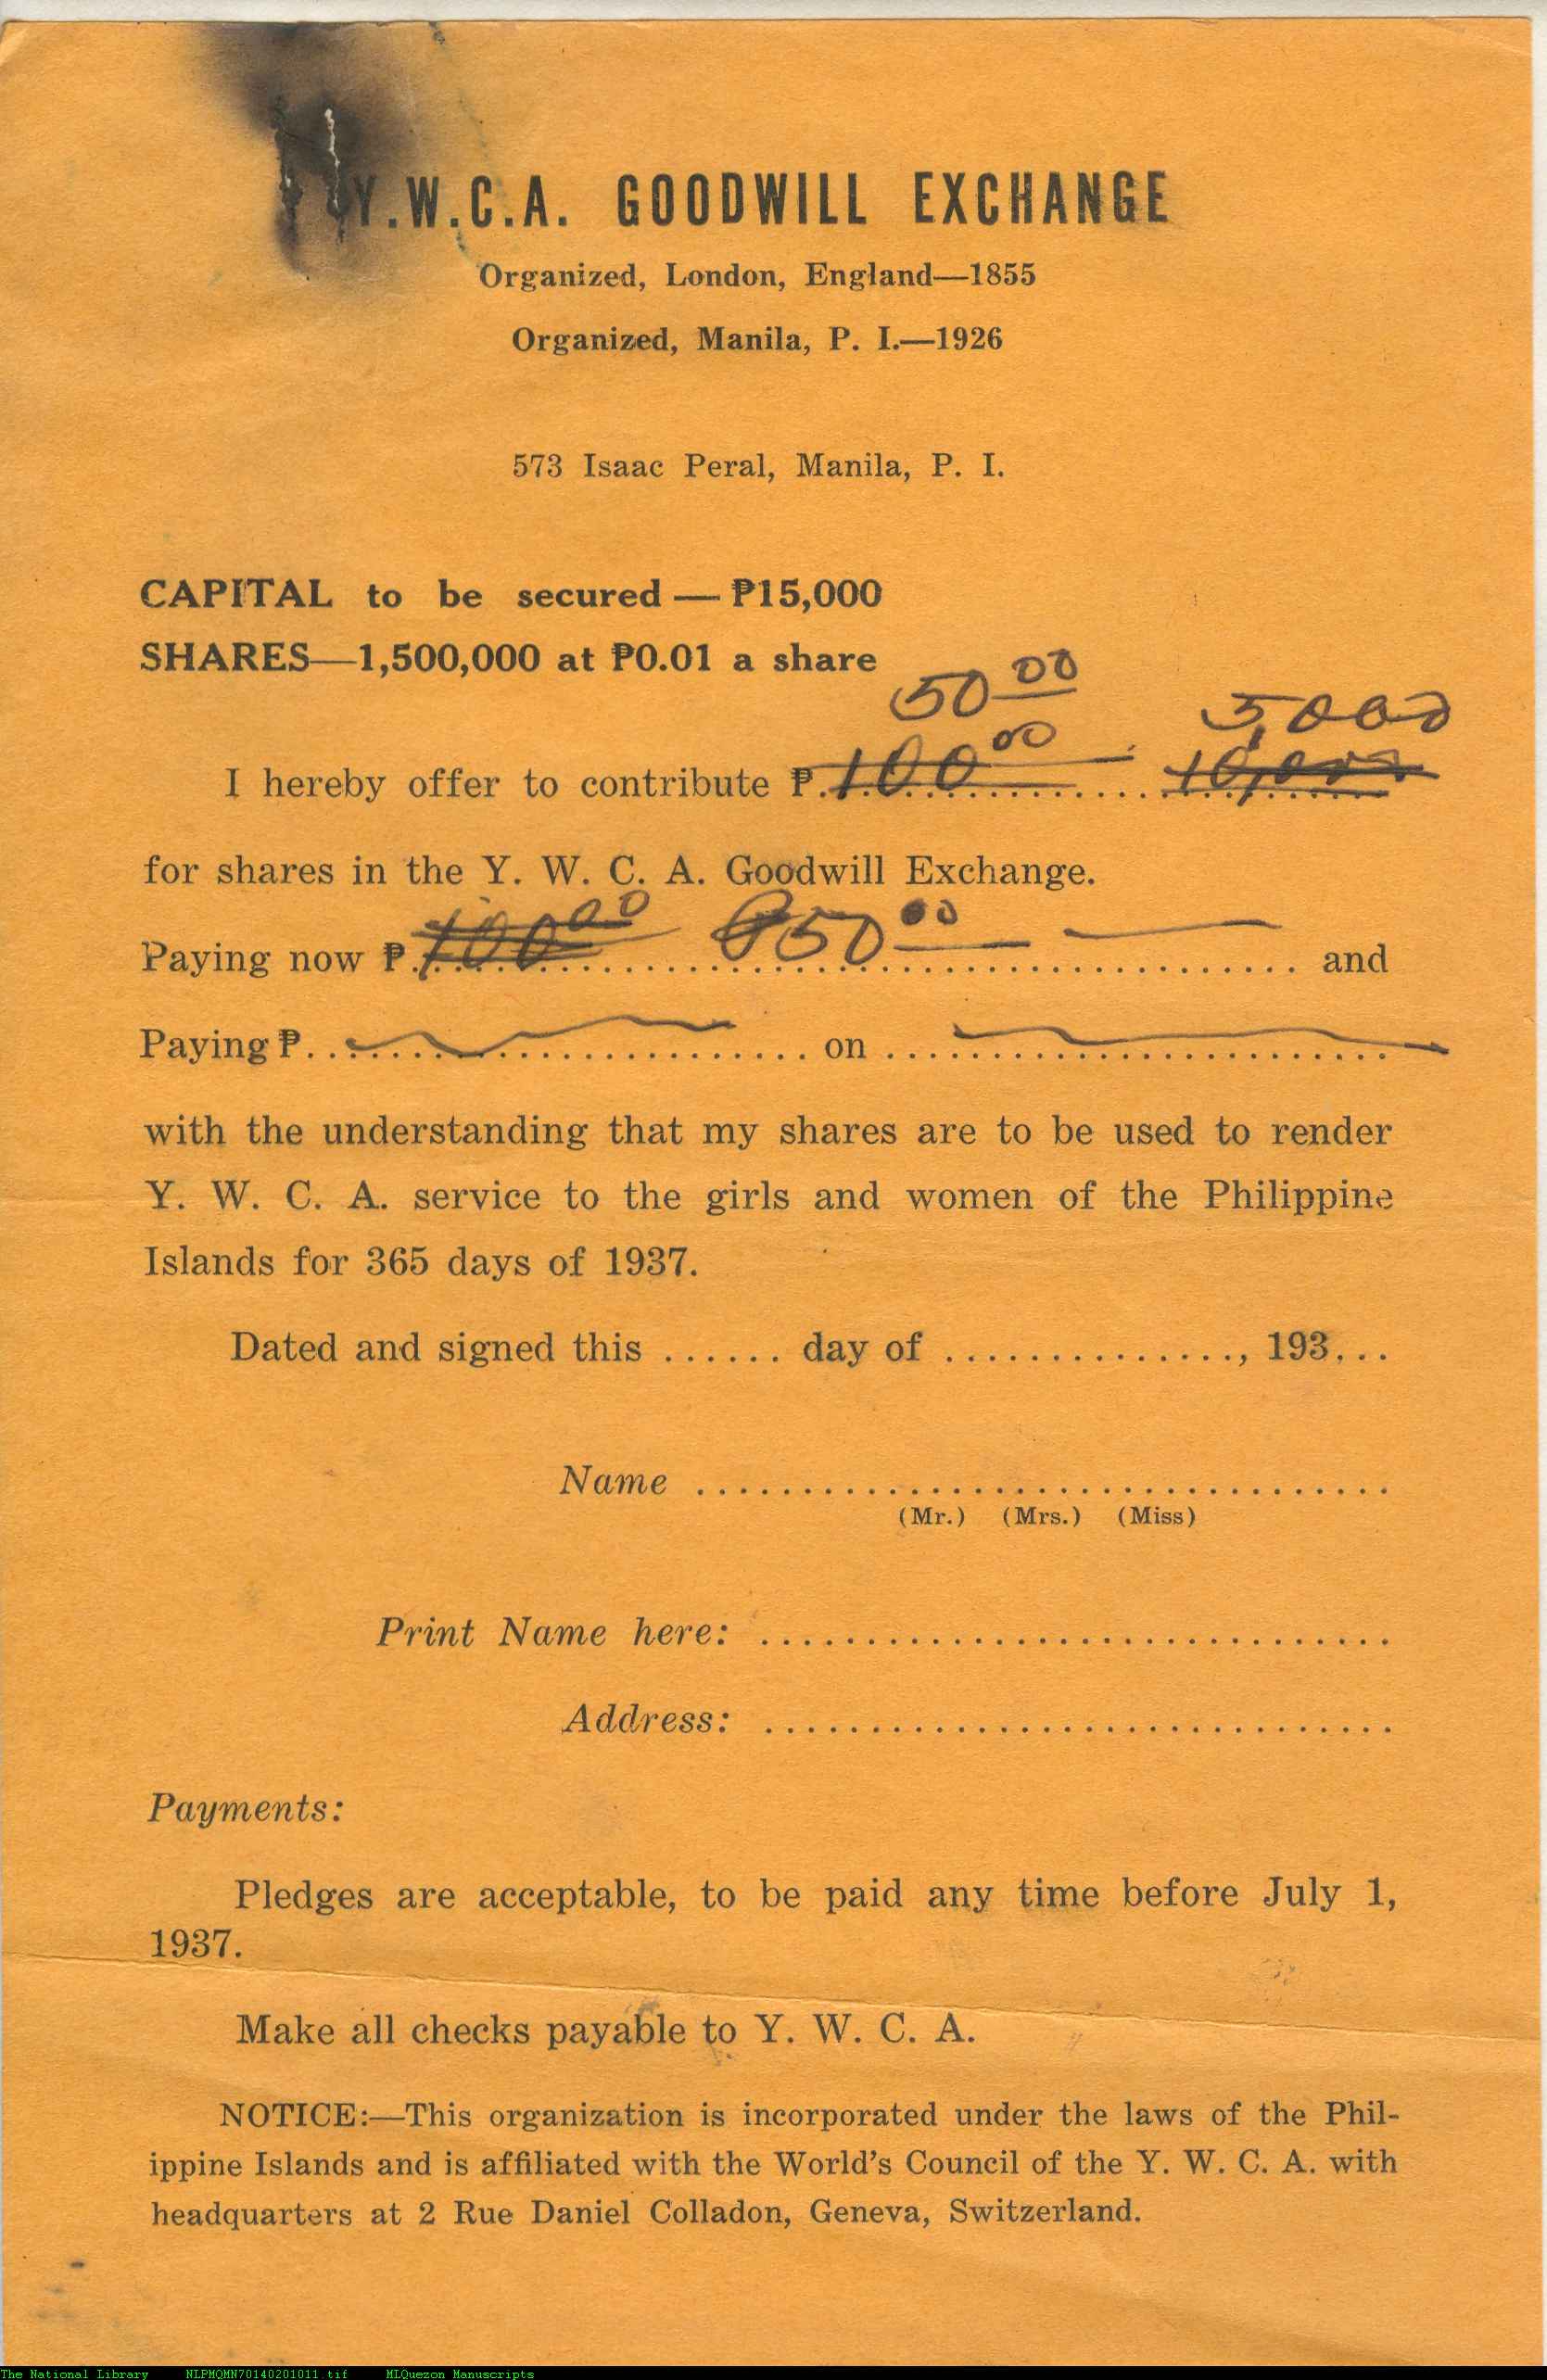 Y.W.C.A. GOODWILL EXCHANGE
Organized, London, England—1855
Organized, Manila, P. I.—1926
573 Isaac Peral, Manila, P. I.
CAPITAL to be secured — ₱15,000
SHARES—1,500,000 at ₱0.01 a share
50 00 5,000
I hereby offer to contribute ₱. 100 00 10,000
for shares in the Y. W. C. A. Goodwill Exchange.
Paying now ₱. 100 00 ₱50 00 and
Paying ₱. on
with the understanding that my shares are to be used to render
Y. W. C. A. service to the girls and women of the Philippine
Islands for 365 days of 1937.
Dated and signed this ...... day of ..............., 193...
Name ..................................
(Mr.) (Mrs.) (Miss)
Print Name here: ..............................
Address: ..............................
Payments:
Pledges are acceptable, to be paid any time before July 1,
1937.
Make all checks payable to Y. W. C. A.
NOTICE:—This organization is incorporated under the laws of the Phil-
ippine Islands and is affiliated with the World's Council of the Y. W. C. A. with
headquarters at 2 Rue Daniel Colladon, Geneva, Switzerland.
The National Library NLPMQMN70140201011.tif MLQuezon Manuscripts